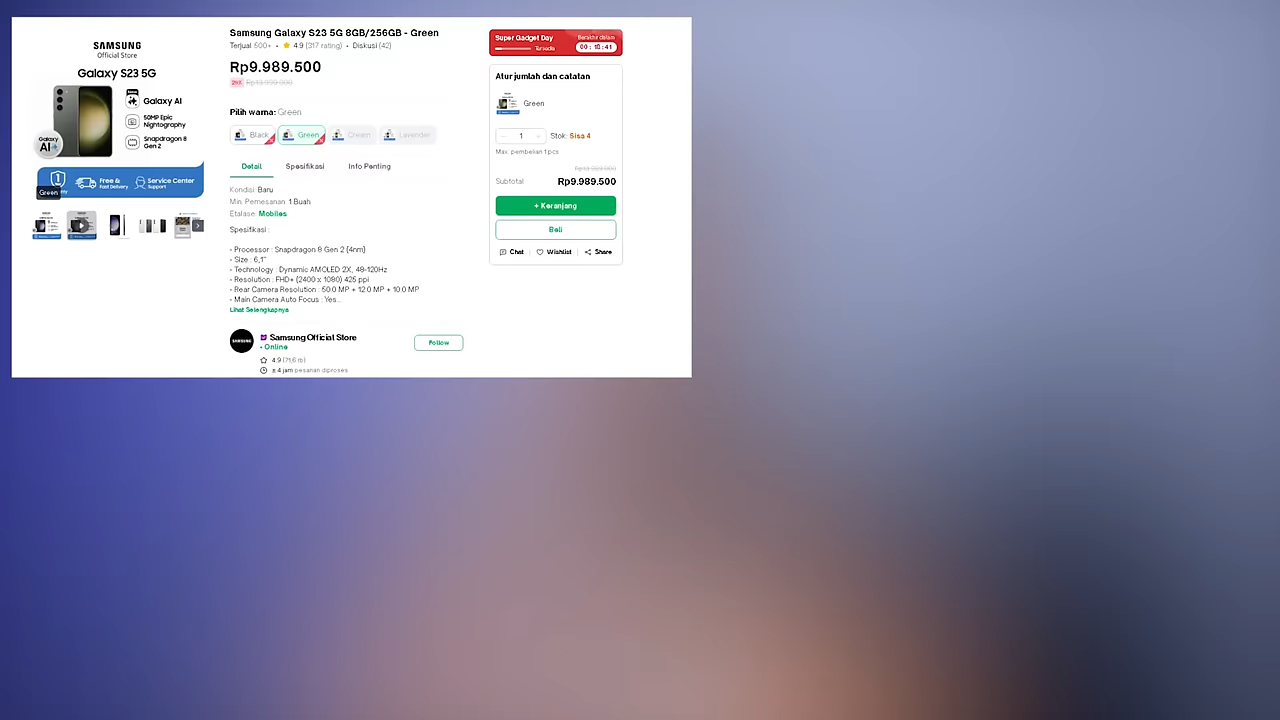 SAMSUNG
Official Store
Galaxy S23 5G
Galaxy AI
50MP Epic
Nightography
Snapdragon 8
Gen 2
Galaxy
AI
1
Free &
Fast Delivery
Service Center
Support
Green
Samsung Galaxy S23 5G 8GB/256GB - Green
Terjual 500+ • 4.9 (317 rating) • Diskusi (42)
Rp9.989.500
Pilih warna: Green
Black
Green
Cream
Lavender
Detail
Spesifikasi
Info Penting
Kondisi: Baru
Min. Pemesanan: 1 Buah
Etalase: Mobiles
Spesifikasi :
- Processor : Snapdragon 8 Gen 2 (4nm)
- Size : 6,1"
- Technology : Dynamic AMOLED 2X, 48-120Hz
- Resolution : FHD+ (2400 x 1080) 425 ppi
- Rear Camera Resolution : 50.0 MP + 12.0 MP + 10.0 MP
- Main Camera Auto Focus : Yes...
Lihat Selengkapnya
SAMSUNG
Samsung Official Store
• Online
4.9 (71,6 rb)
± 4 jam pesanan diproses
Follow
Super Gadget Day
Tersedia
Berakhir dalam
00 : 18 : 41
Atur jumlah dan catatan
Green
1
Stok: Sisa 4
Max. pembelian 1 pcs
Subtotal
Rp9.989.500
+ Keranjang
Beli
Chat
Wishlist
Share